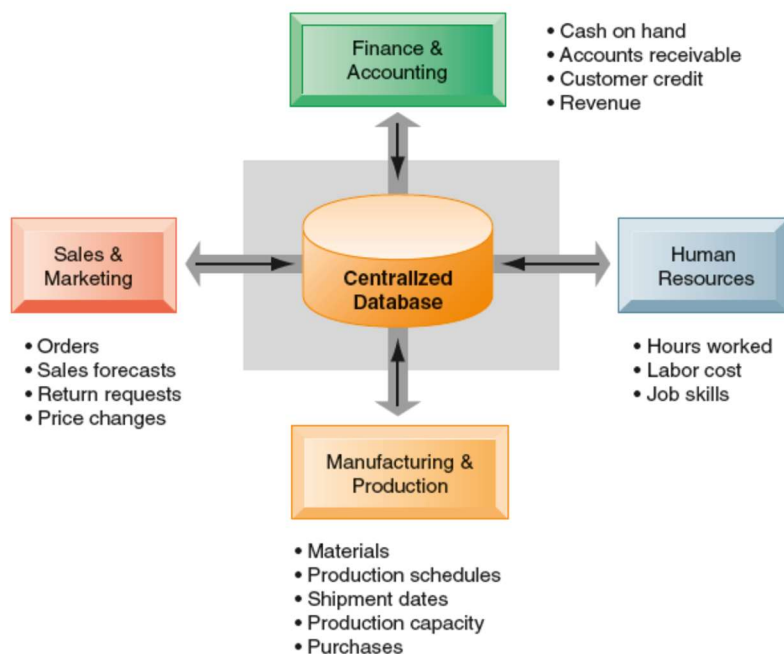 Finance &
Accounting
• Cash on hand
• Accounts receivable
• Customer credit
• Revenue
Sales &
Marketing
• Orders
• Sales forecasts
• Return requests
• Price changes
Centralized
Database
Human
Resources
• Hours worked
• Labor cost
• Job skills
Manufacturing &
Production
• Materials
• Production schedules
• Shipment dates
• Production capacity
• Purchases